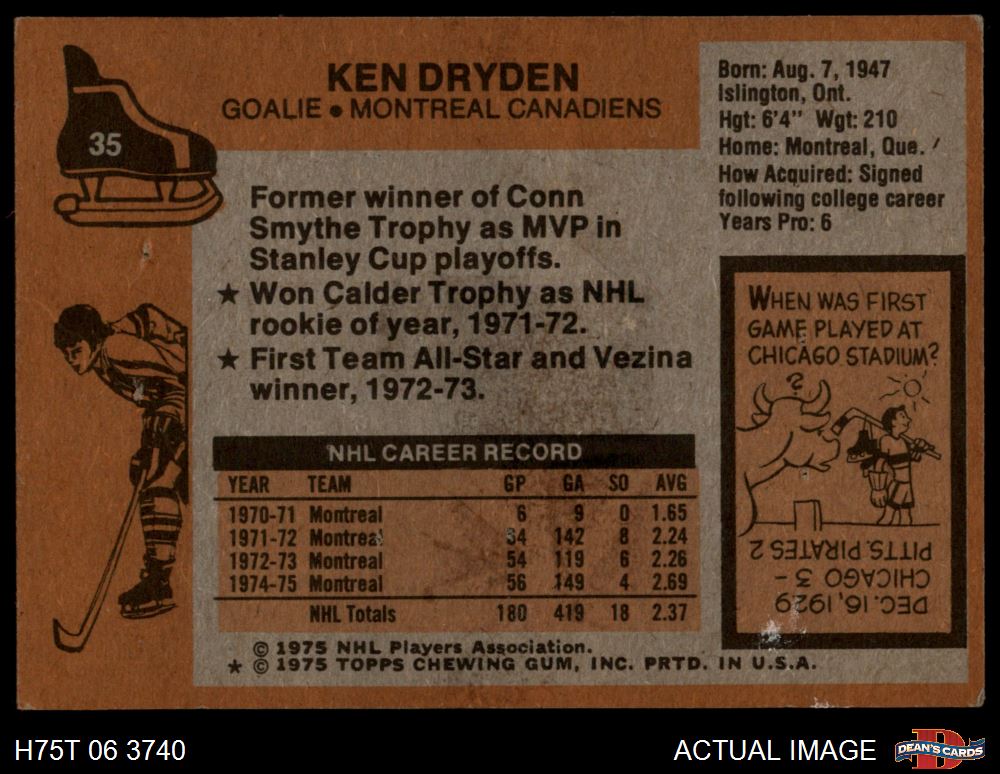 35
KEN DRYDEN
GOALIE • MONTREAL CANADIENS
Born: Aug. 7, 1947
Islington, Ont.
Hgt: 6'4" Wgt: 210
Home: Montreal, Que.
How Acquired: Signed
following college career
Years Pro: 6
Former winner of Conn
Smythe Trophy as MVP in
Stanley Cup playoffs.
★ Won Calder Trophy as NHL
rookie of year, 1971-72.
★ First Team All-Star and Vezina
winner, 1972-73.
WHEN WAS FIRST
GAME PLAYED AT
CHICAGO STADIUM?
?
DEC. 16, 1929
CHICAGO 3 -
PITTS. PIRATES 2
NHL CAREER RECORD
YEAR TEAM GP GA SO AVG
1970-71 Montreal 6 9 0 1.65
1971-72 Montreal 64 142 8 2.24
1972-73 Montreal 54 119 6 2.26
1974-75 Montreal 56 149 4 2.69
NHL Totals 180 419 18 2.37
© 1975 NHL Players Association.
★ © 1975 TOPPS CHEWING GUM, INC. PRTD. IN U.S.A.
H75T 06 3740
ACTUAL IMAGE
DEAN'S CARDS